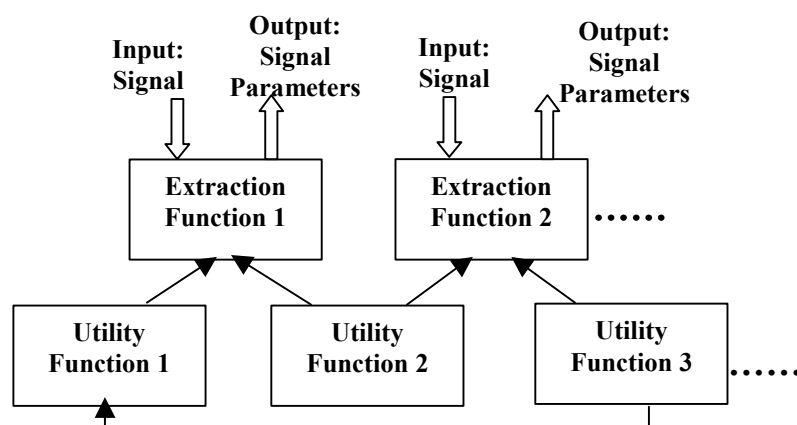 Input:
Signal
Output:
Signal
Parameters
Input:
Signal
Output:
Signal
Parameters
Extraction
Function 1
Extraction
Function 2
......
Utility
Function 1
Utility
Function 2
Utility
Function 3
......